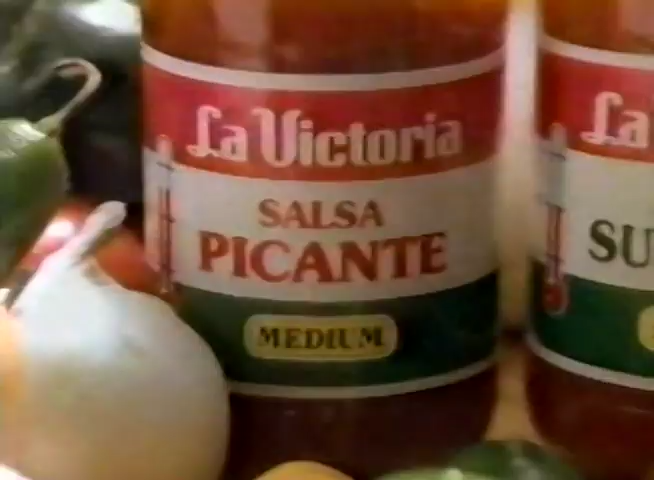 La Victoria
SALSA
PICANTE
MEDIUM
La
SU